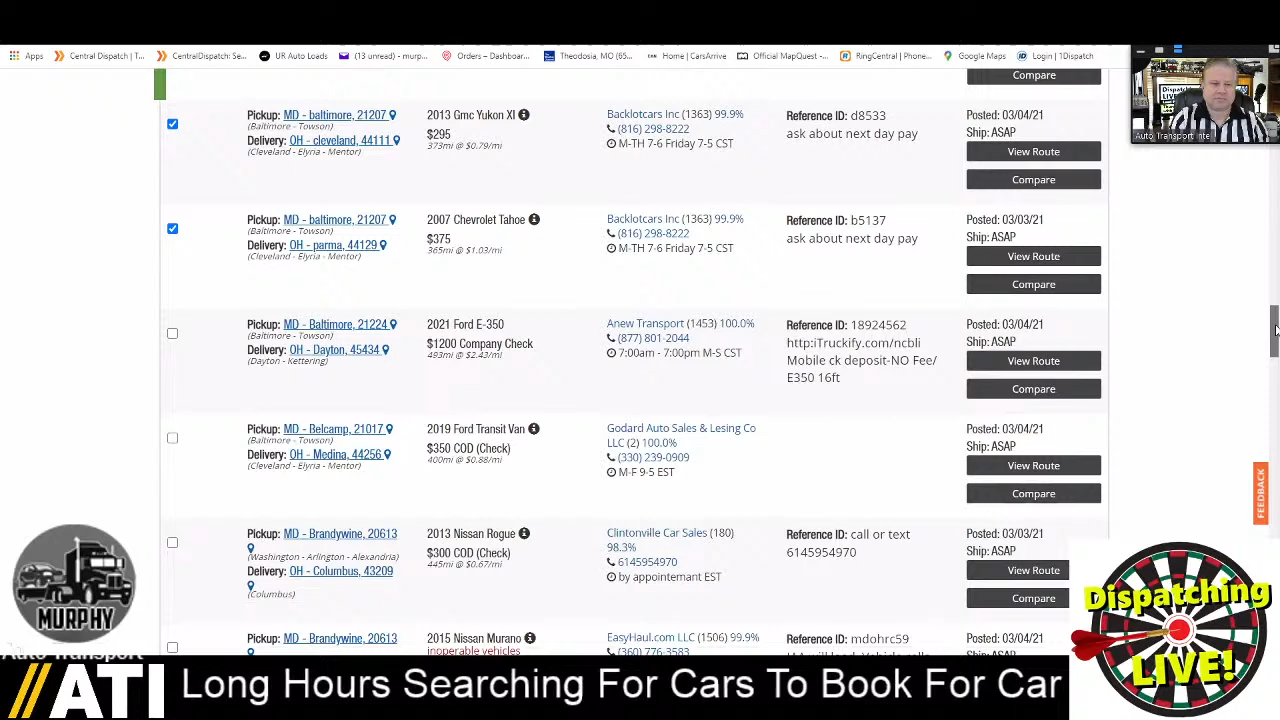 Apps
Central Dispatch | T...
CentralDispatch: Se...
UR Auto Loads
(13 unread) - murp...
Orders – Dashboar...
Theodosia, MO (65...
Home | CarsArrive
Official MapQuest -...
RingCentral | Phone...
Google Maps
Login | 1Dispatch
Compare
Pickup: MD - baltimore, 21207
(Baltimore - Towson)
Delivery: OH - cleveland, 44111
(Cleveland - Elyria - Mentor)
2013 Gmc Yukon Xl
$295
373mi @ $0.79/mi
Backlotcars Inc (1363) 99.9%
(816) 298-8222
M-TH 7-6 Friday 7-5 CST
Reference ID: d8533
ask about next day pay
Posted: 03/04/21
Ship: ASAP
View Route
Compare
Auto Transport Inte
Pickup: MD - baltimore, 21207
(Baltimore - Towson)
Delivery: OH - parma, 44129
(Cleveland - Elyria - Mentor)
2007 Chevrolet Tahoe
$375
365mi @ $1.03/mi
Backlotcars Inc (1363) 99.9%
(816) 298-8222
M-TH 7-6 Friday 7-5 CST
Reference ID: b5137
ask about next day pay
Posted: 03/03/21
Ship: ASAP
View Route
Compare
Pickup: MD - Baltimore, 21224
(Baltimore - Towson)
Delivery: OH - Dayton, 45434
(Dayton - Kettering)
2021 Ford E-350
$1200 Company Check
493mi @ $2.43/mi
Anew Transport (1453) 100.0%
(877) 801-2044
7:00am - 7:00pm M-S CST
Reference ID: 18924562
http:iTruckify.com/ncbli
Mobile ck deposit-NO Fee/
E350 16ft
Posted: 03/04/21
Ship: ASAP
View Route
Compare
Pickup: MD - Belcamp, 21017
(Baltimore - Towson)
Delivery: OH - Medina, 44256
(Cleveland - Elyria - Mentor)
2019 Ford Transit Van
$350 COD (Check)
400mi @ $0.88/mi
Godard Auto Sales & Lesing Co
LLC (2) 100.0%
(330) 239-0909
M-F 9-5 EST
Posted: 03/04/21
Ship: ASAP
View Route
Compare
FEEDBACK
Pickup: MD - Brandywine, 20613
(Washington - Arlington - Alexandria)
Delivery: OH - Columbus, 43209
(Columbus)
2013 Nissan Rogue
$300 COD (Check)
445mi @ $0.67/mi
Clintonville Car Sales (180)
98.3%
6145954970
by appointemant EST
Reference ID: call or text
6145954970
Posted: 03/03/21
Ship: ASAP
View Route
Compare
Pickup: MD - Brandywine, 20613
2015 Nissan Murano
inoperable vehicles
EasyHaul.com LLC (1506) 99.9%
(360) 776-3583
Reference ID: mdohrc59
Posted: 03/04/21
MURPHY
Auto Transport
Dispatching
LIVE!
//ATI
Long Hours Searching For Cars To Book For Car